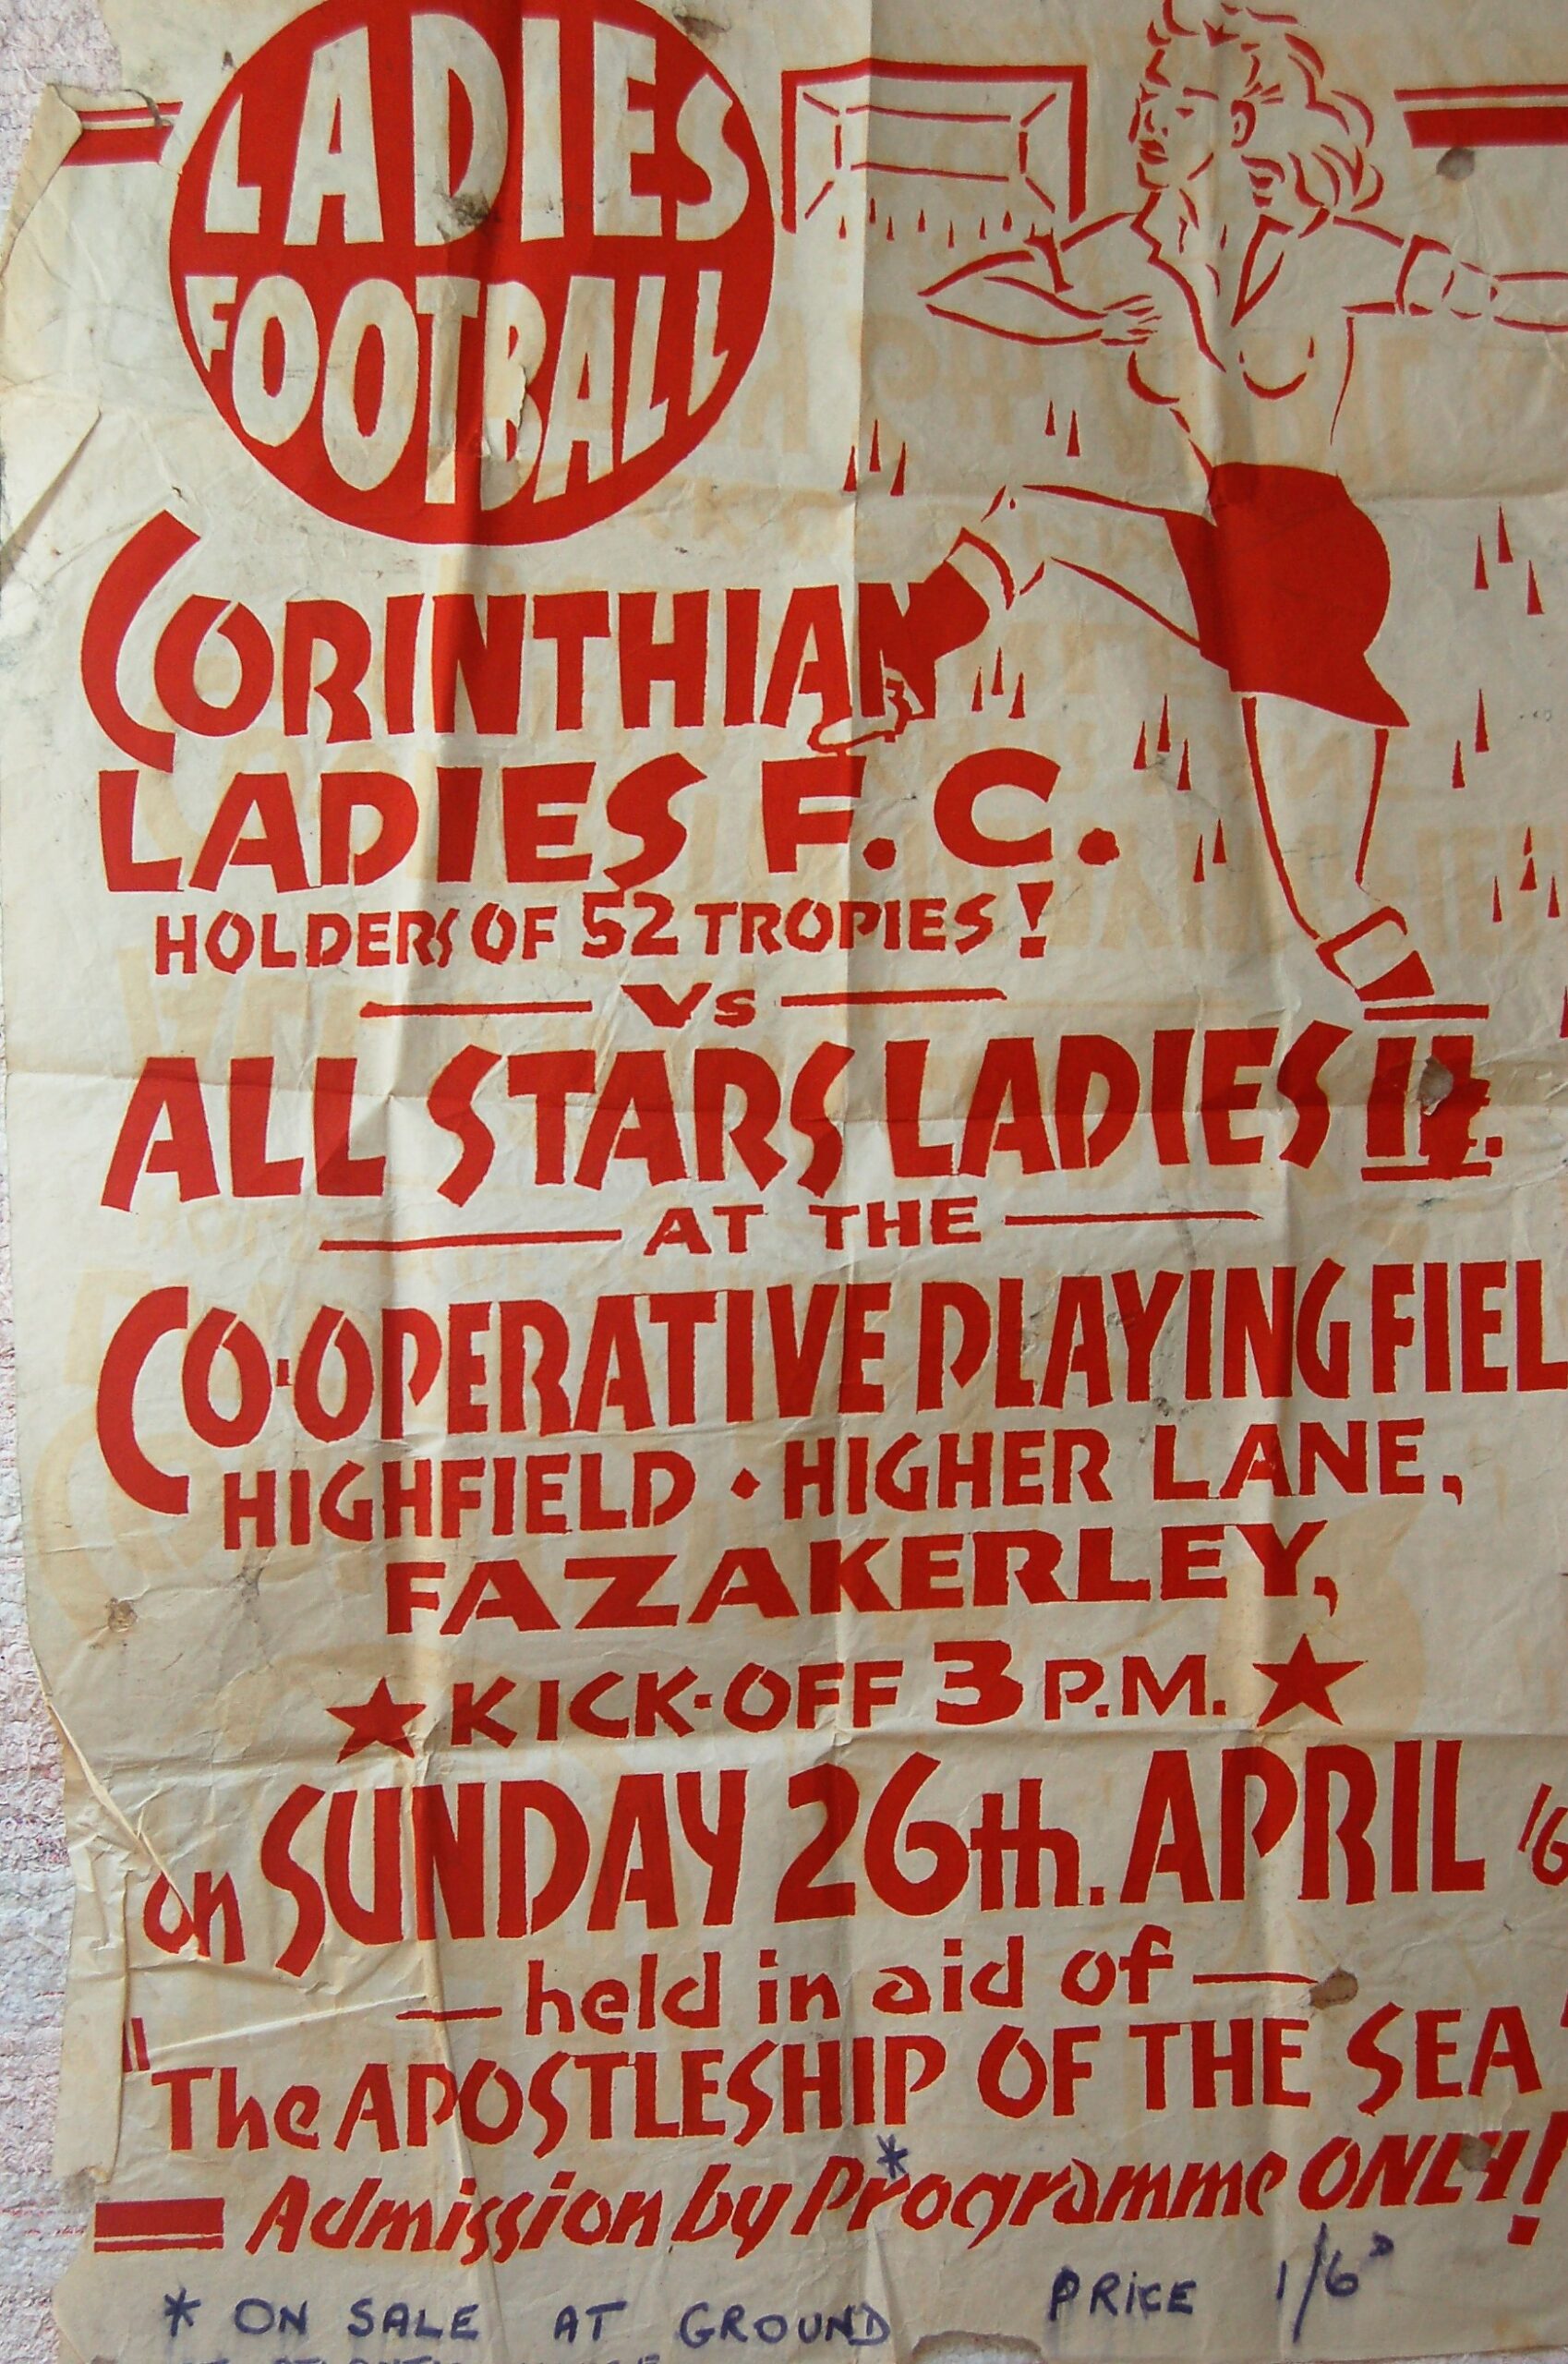 LADIES
FOOTBALL
CORINTHIAN
LADIES F.C.
HOLDERS OF 52 TROPIES!
Vs
ALL STARS LADIES II.
AT THE
CO-OPERATIVE PLAYING FIEL
HIGHFIELD • HIGHER LANE,
FAZAKERLEY,
★ KICK-OFF 3 P.M. ★
on SUNDAY 26th. APRIL '6
— held in aid of —
"The APOSTLESHIP OF THE SEA"
Admission by Programme ONLY!
*
* ON SALE AT GROUND PRICE 1/6D